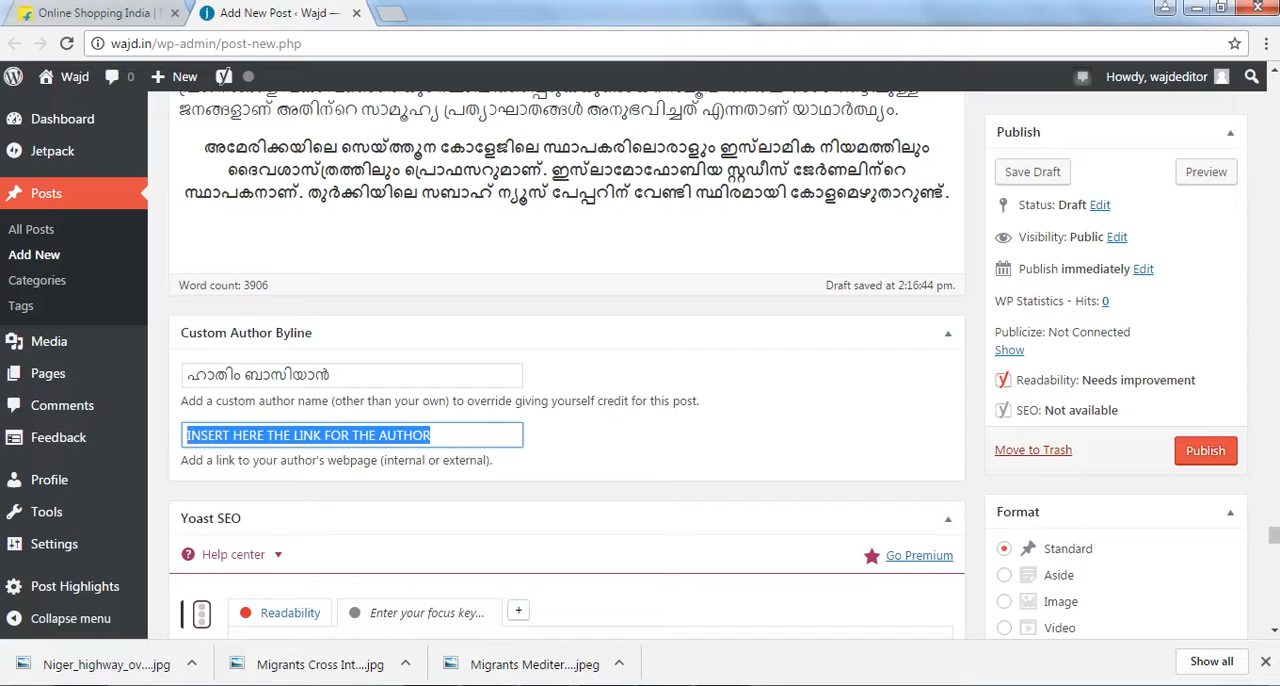 Online Shopping India |
Add New Post ‹ Wajd —
wajd.in/wp-admin/post-new.php
Wajd
0
New
Howdy, wajdeditor
Dashboard
Jetpack
Posts
All Posts
Add New
Categories
Tags
Media
Pages
Comments
Feedback
Profile
Tools
Settings
Post Highlights
Collapse menu
ജനങ്ങളാണ് അതിന്റെ സാമൂഹ്യ പ്രത്യാഘാതങ്ങൾ അനുഭവിച്ചത് എന്നതാണ് യാഥാർത്ഥ്യം.
അമേരിക്കയിലെ സെയ്ത്തൂന കോളേജിലെ സ്ഥാപകരിലൊരാളും ഇസ്‌ലാമിക നിയമത്തിലും
ദൈവശാസ്ത്രത്തിലും പ്രൊഫസറുമാണ്. ഇസ്‌ലാമോഫോബിയ സ്റ്റഡീസ് ജേർണലിന്റെ
സ്ഥാപകനാണ്. തുർക്കിയിലെ സബാഹ് ന്യൂസ് പേപ്പറിന് വേണ്ടി സ്ഥിരമായി കോളമെഴുതാറുണ്ട്.
Word count: 3906
Draft saved at 2:16:44 pm.
Custom Author Byline
ഹാതിം ബാസിയാൻ
Add a custom author name (other than your own) to override giving yourself credit for this post.
INSERT HERE THE LINK FOR THE AUTHOR
Add a link to your author's webpage (internal or external).
Yoast SEO
Help center
Go Premium
Readability
Enter your focus key...
+
Publish
Save Draft
Preview
Status: Draft Edit
Visibility: Public Edit
Publish immediately Edit
WP Statistics - Hits: 0
Publicize: Not Connected
Show
Readability: Needs improvement
SEO: Not available
Move to Trash
Publish
Format
Standard
Aside
Image
Video
Niger_highway_ov....jpg
Migrants Cross Int....jpg
Migrants Mediter....jpeg
Show all